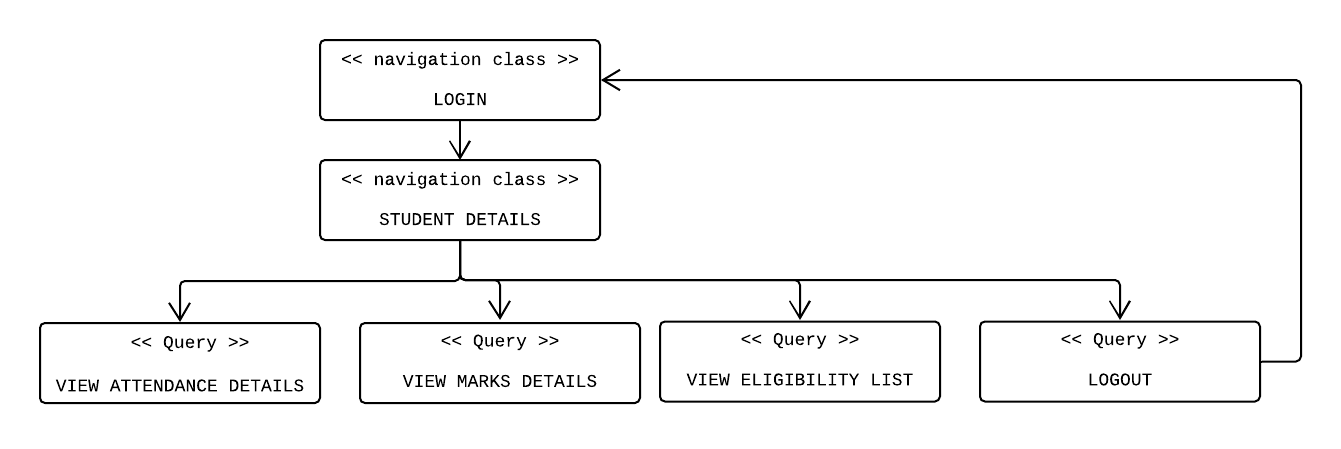 << navigation class >>
LOGIN
<< navigation class >>
STUDENT DETAILS
<< Query >>
VIEW ATTENDANCE DETAILS
<< Query >>
VIEW MARKS DETAILS
<< Query >>
VIEW ELIGIBILITY LIST
<< Query >>
LOGOUT